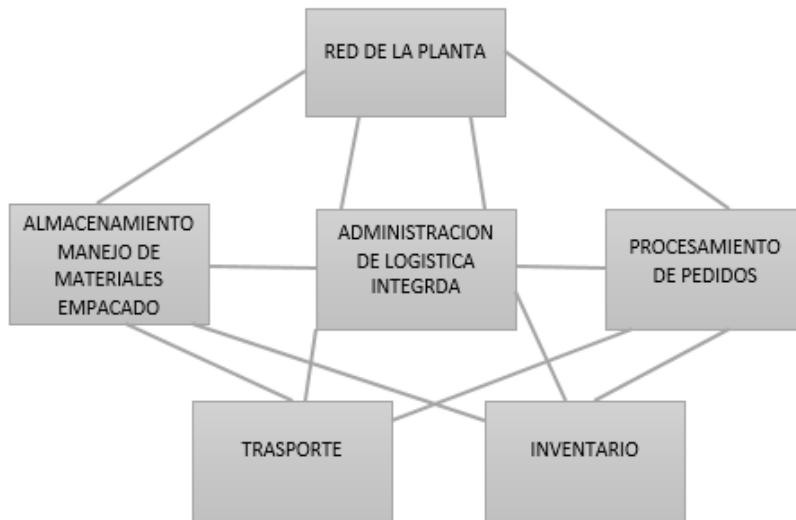 RED DE LA PLANTA
ALMACENAMIENTO
MANEJO DE
MATERIALES
EMPACADO
ADMINISTRACION
DE LOGISTICA
INTEGRDA
PROCESAMIENTO
DE PEDIDOS
TRASPORTE
INVENTARIO